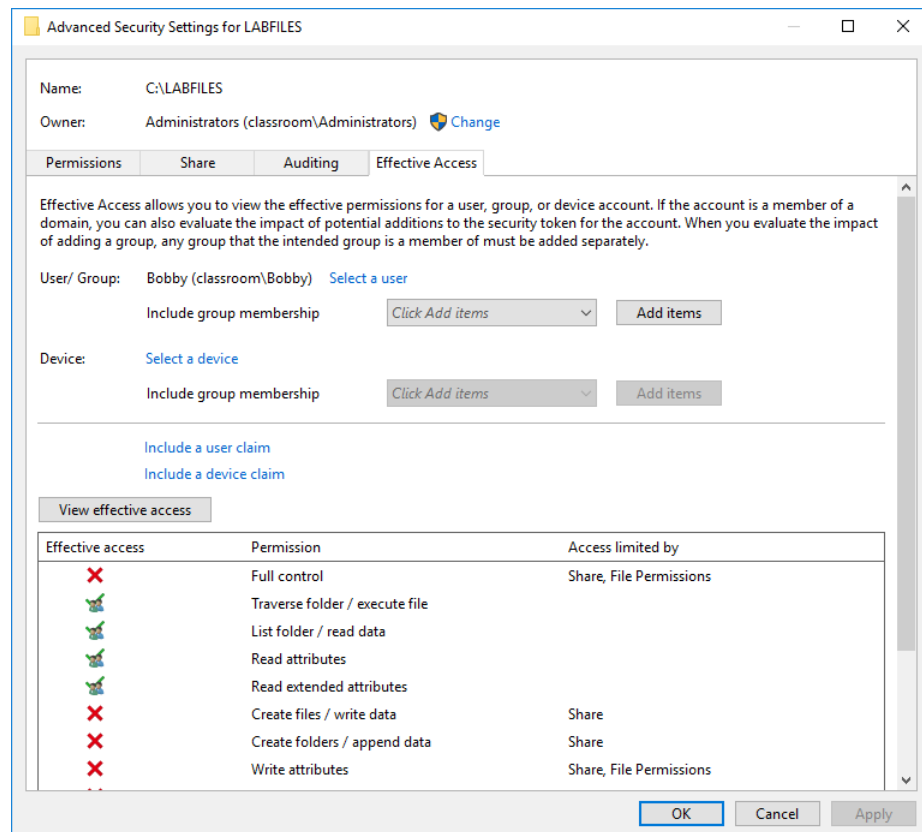 Advanced Security Settings for LABFILES
Name: C:\LABFILES
Owner: Administrators (classroom\Administrators) Change
Permissions Share Auditing Effective Access
Effective Access allows you to view the effective permissions for a user, group, or device account. If the account is a member of a
domain, you can also evaluate the impact of potential additions to the security token for the account. When you evaluate the impact
of adding a group, any group that the intended group is a member of must be added separately.
User/ Group: Bobby (classroom\Bobby) Select a user
Include group membership Click Add items Add items
Device: Select a device
Include group membership Click Add items Add items
Include a user claim
Include a device claim
View effective access
Effective access Permission Access limited by
Full control Share, File Permissions
Traverse folder / execute file
List folder / read data
Read attributes
Read extended attributes
Create files / write data Share
Create folders / append data Share
Write attributes Share, File Permissions
OK Cancel Apply